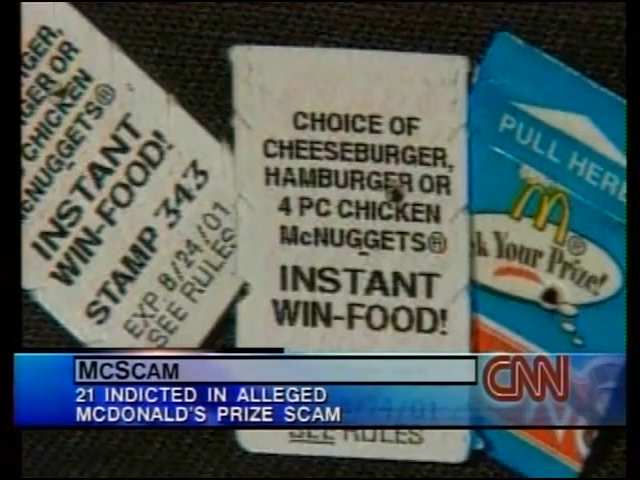 GER,
GER OR
CHICKEN
McNUGGETS®
INSTANT
WIN-FOOD!
STAMP 343
EXP. 8/24/01
SEE RULES
CHOICE OF
CHEESEBURGER,
HAMBURGER OR
4 PC CHICKEN
McNUGGETS®
INSTANT
WIN-FOOD!
SEE RULES
PULL HERE
Your Prize!
McScam
21 INDICTED IN ALLEGED
MCDONALD'S PRIZE SCAM
CNN